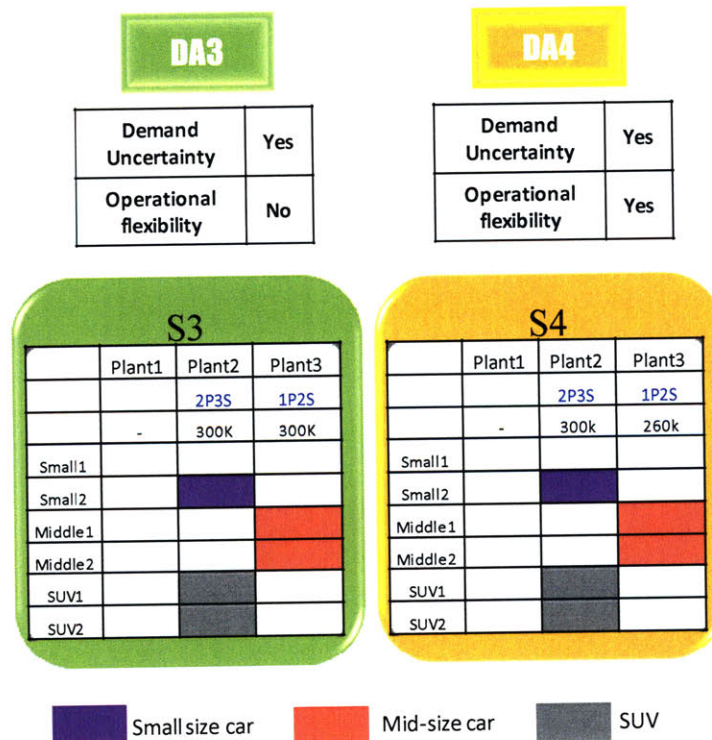 DA3
DA4
Demand Uncertainty Yes
Operational flexibility No
Demand Uncertainty Yes
Operational flexibility Yes
S3
Plant1 Plant2 Plant3
2P3S 1P2S
- 300k 300k
Small1
Small2
Middle1
Middle2
SUV1
SUV2
S4
Plant1 Plant2 Plant3
2P3S 1P2S
- 300k 260k
Small1
Small2
Middle1
Middle2
SUV1
SUV2
Small size car
Mid-size car
SUV